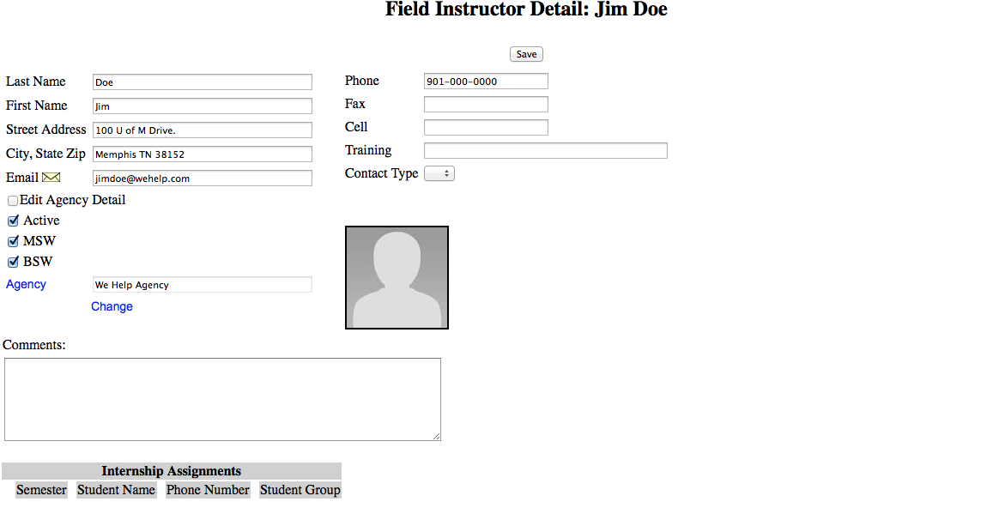 Field Instructor Detail: Jim Doe
Save
Last Name Doe
First Name Jim
Street Address 100 U of M Drive.
City, State Zip Memphis TN 38152
Email jimdoe@wehelp.com
Edit Agency Detail
Active
MSW
BSW
Agency We Help Agency
Change
Phone 901-000-0000
Fax
Cell
Training
Contact Type
Comments:
Internship Assignments
Semester Student Name Phone Number Student Group